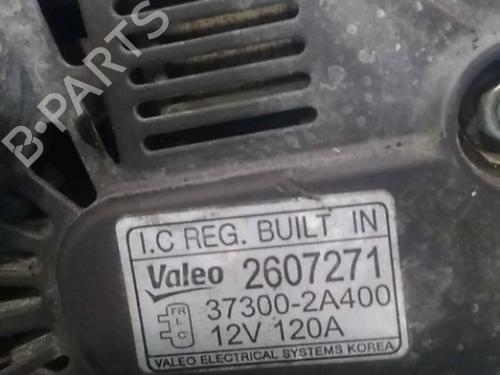 B-PARTS
I.C REG. BUILT IN
Valeo 2607271
FR
L
C
37300-2A400
12V 120A
VALEO ELECTRICAL SYSTEMS KOREA